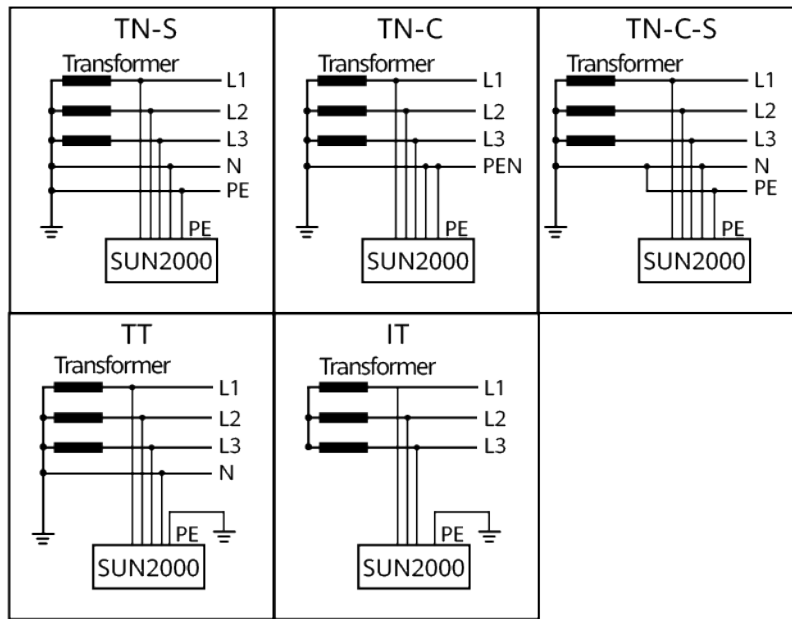 TN-S
Transformer
L1
L2
L3
N
PE
PE
SUN2000
TN-C
Transformer
L1
L2
L3
PEN
PE
SUN2000
TN-C-S
Transformer
L1
L2
L3
N
PE
PE
SUN2000
TT
Transformer
L1
L2
L3
N
PE
SUN2000
IT
Transformer
L1
L2
L3
PE
SUN2000